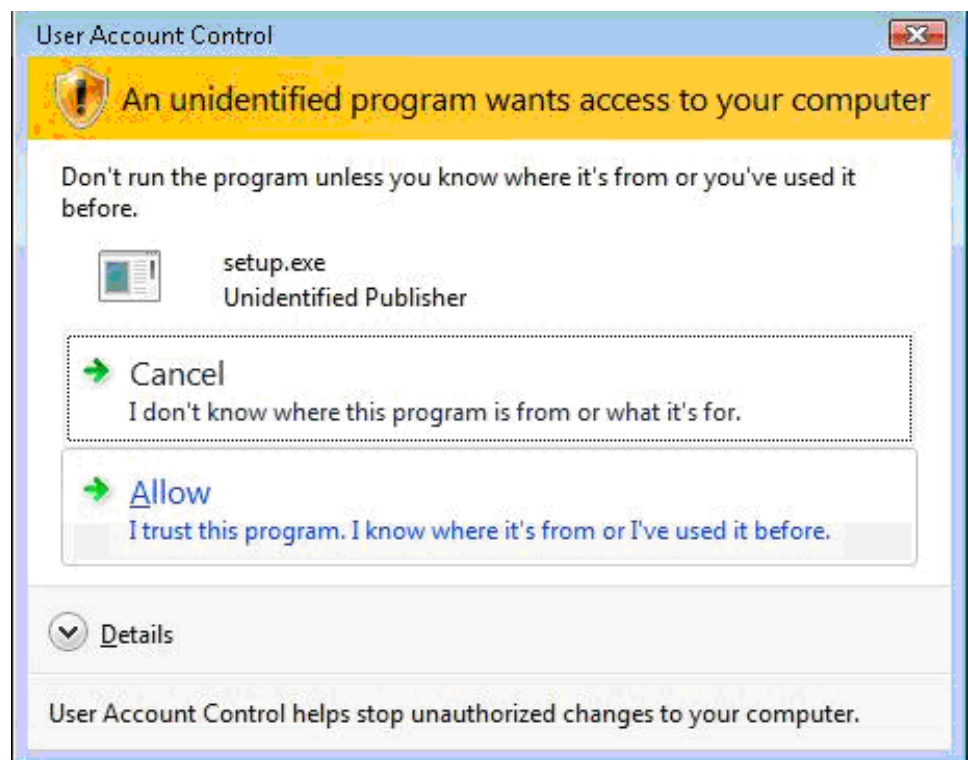 User Account Control
An unidentified program wants access to your computer
Don't run the program unless you know where it's from or you've used it
before.
setup.exe
Unidentified Publisher
Cancel
I don't know where this program is from or what it's for.
Allow
I trust this program. I know where it's from or I've used it before.
Details
User Account Control helps stop unauthorized changes to your computer.